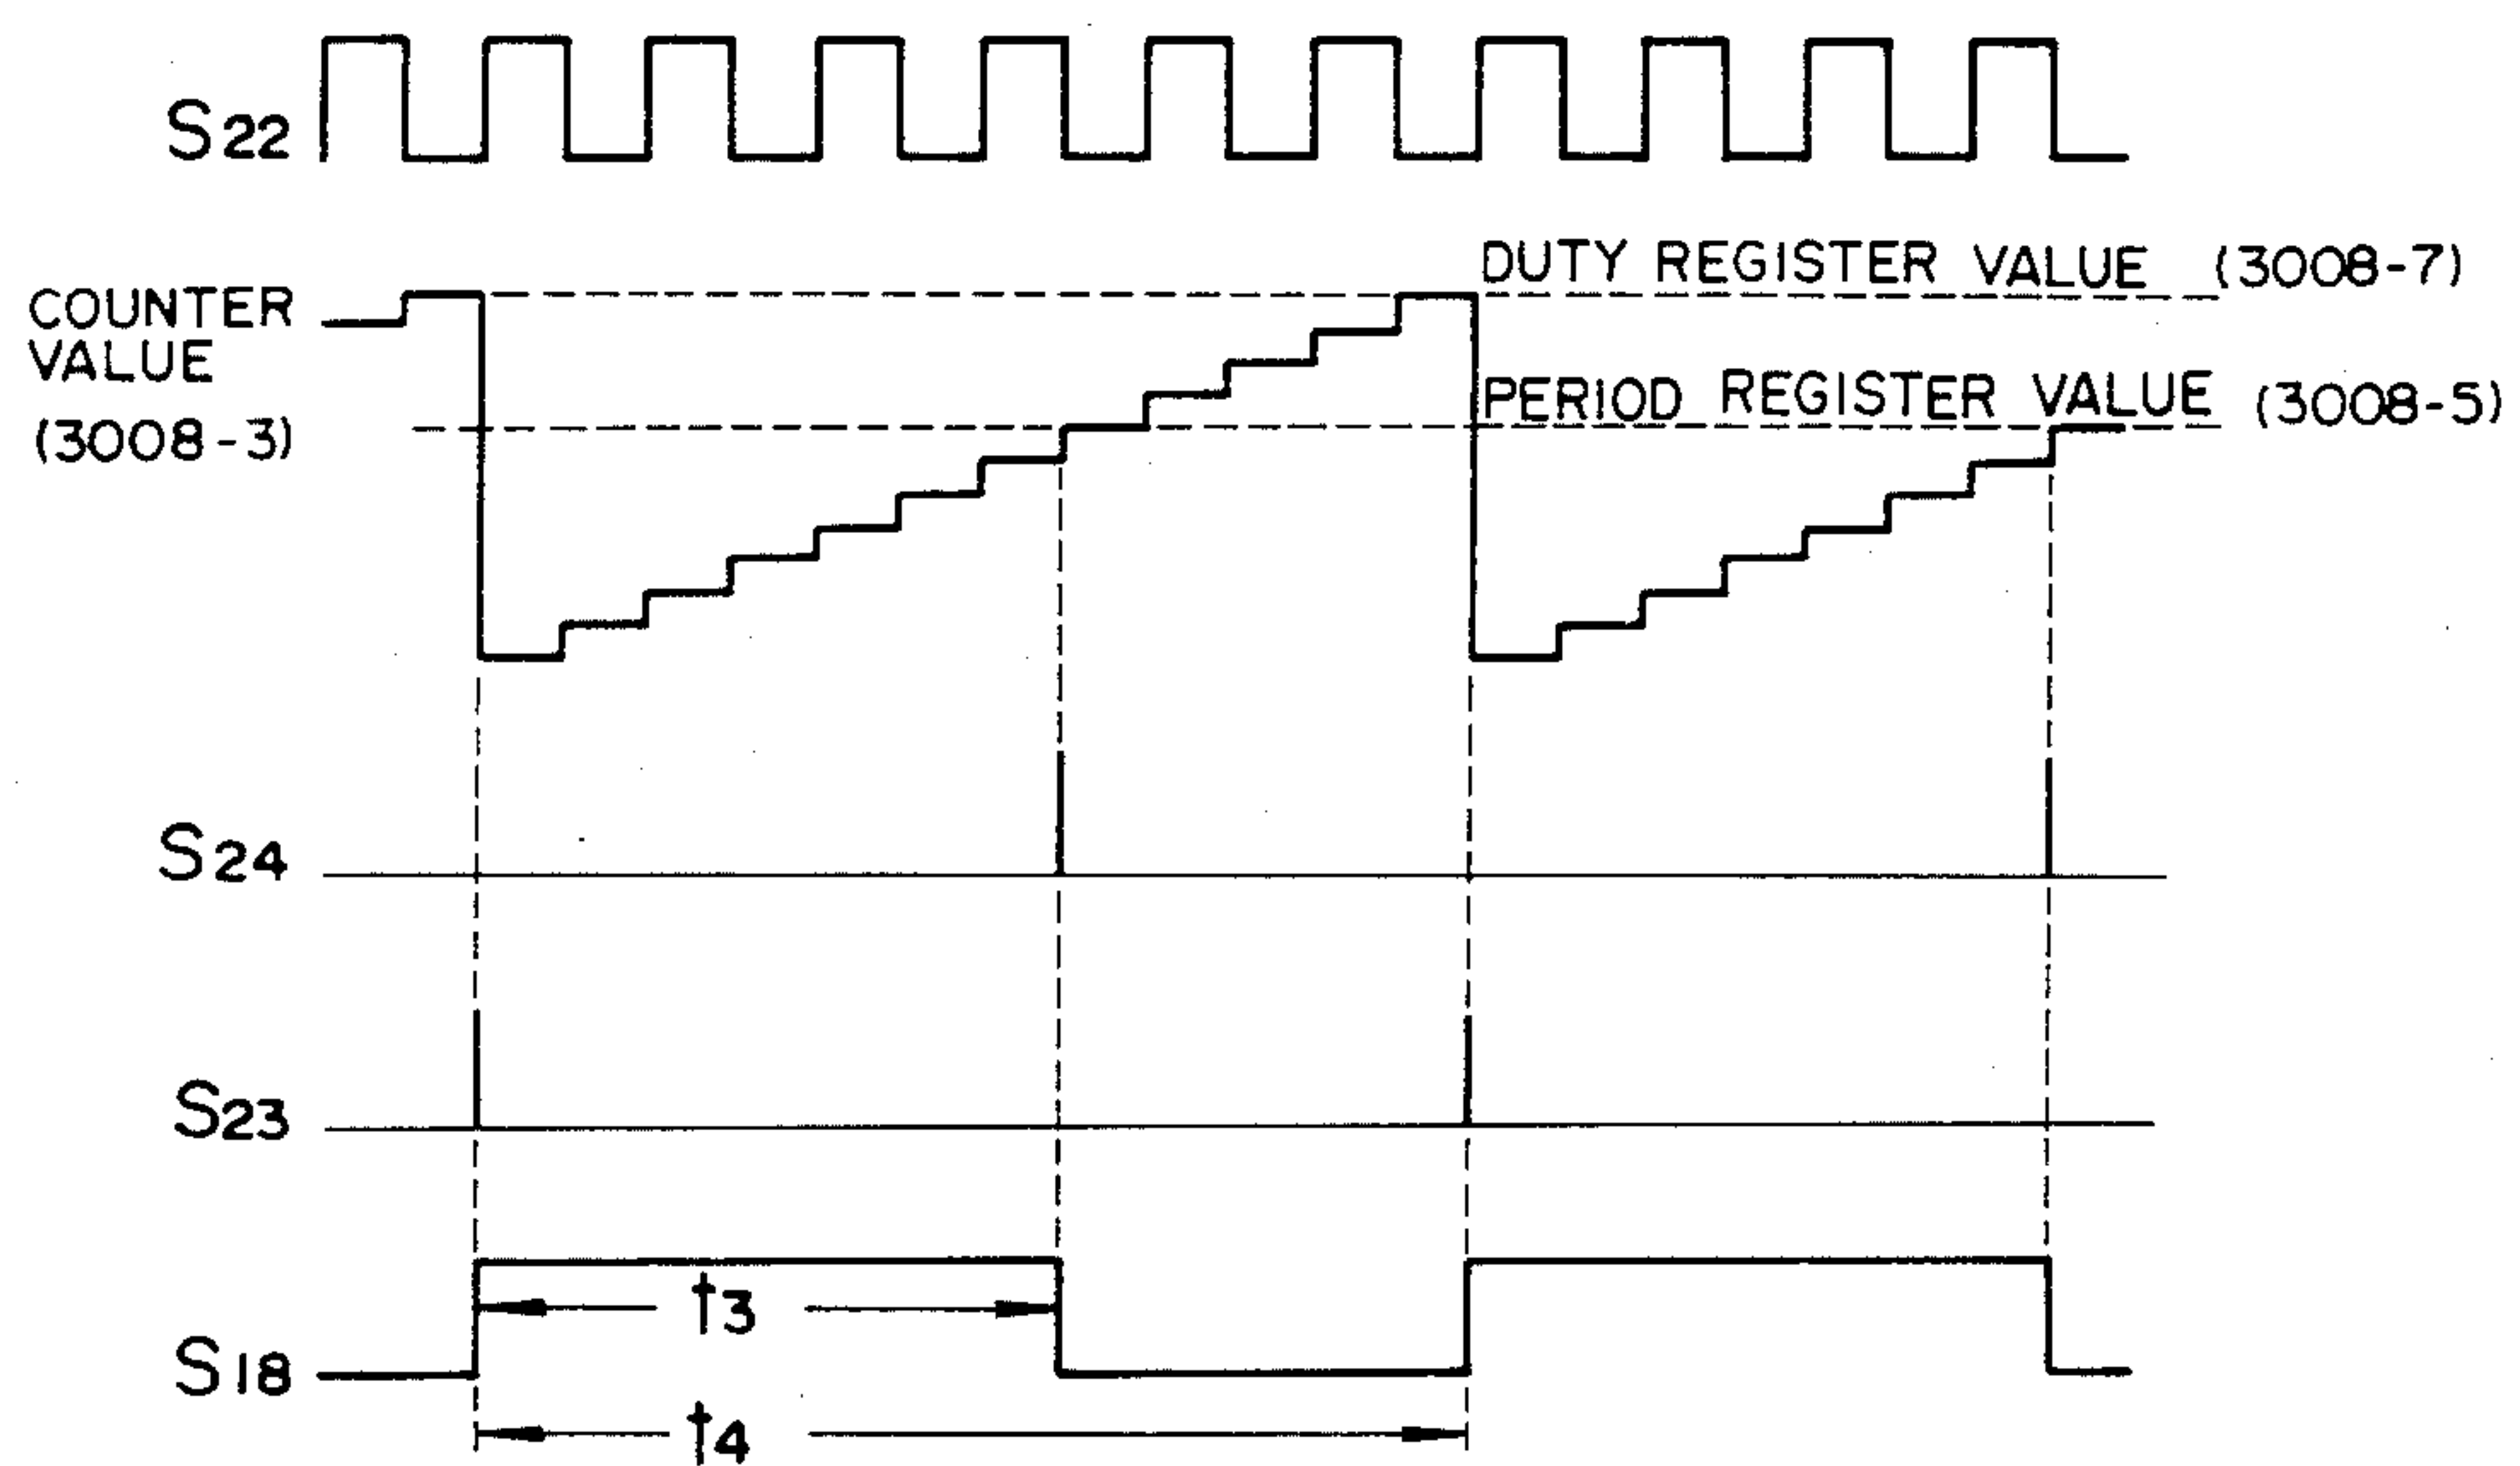 S22
DUTY REGISTER VALUE (3008-7)
COUNTER
VALUE
(3008-3)
PERIOD REGISTER VALUE (3008-5)
S24
S23
t3
S18
t4